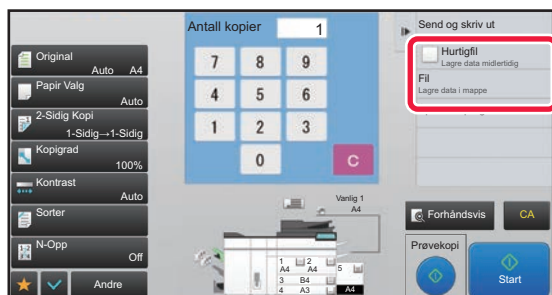 Antall kopier
1
Original
Auto A4
Papir Valg
Auto
2-Sidig Kopi
1-Sidig→1-Sidig
Kopigrad
100%
Kontrast
Auto
Sorter
N-Opp
Off
Andre
7 8 9
4 5 6
1 2 3
0 C
Vanlig 1
A4
1 A4
2 A4
3 B4
4 A3
5 A4
Send og skriv ut
Hurtigfil
Lagre data midlertidig
Fil
Lagre data i mappe
Forhåndsvis
CA
Prøvekopi
Start